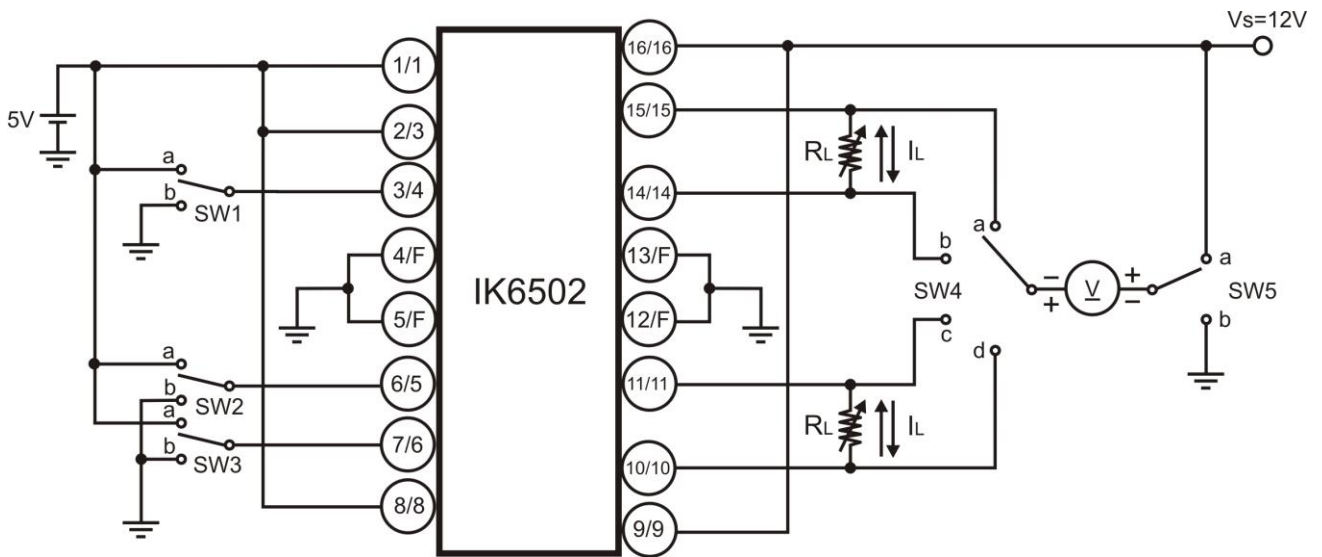 Vs=12V
1/1
16/16
5V
2/3
15/15
RL
IL
a
b
SW1
3/4
14/14
4/F
IK6502
13/F
a
b
SW4
c
d
−
+
V
+
−
a
SW5
b
5/F
12/F
a
b
SW2
6/5
11/11
a
b
SW3
7/6
RL
IL
10/10
8/8
9/9